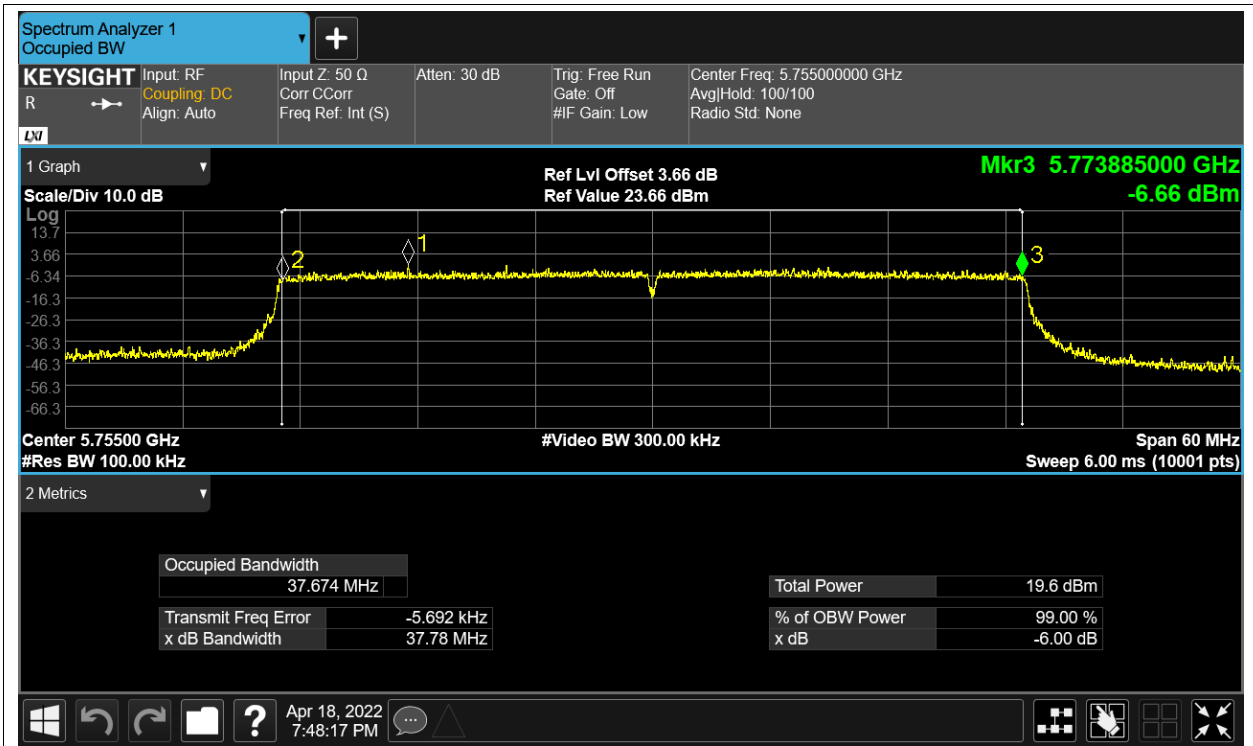 Spectrum Analyzer 1
Occupied BW
KEYSIGHT
R
LXI
Input: RF
Coupling: DC
Align: Auto
Input Z: 50 Ω
Corr CCorr
Freq Ref: Int (S)
Atten: 30 dB
Trig: Free Run
Gate: Off
#IF Gain: Low
Center Freq: 5.755000000 GHz
Avg|Hold: 100/100
Radio Std: None
1 Graph
Scale/Div 10.0 dB
Ref Lvl Offset 3.66 dB
Ref Value 23.66 dBm
Mkr3 5.773885000 GHz
-6.66 dBm
Log
13.7
3.66
-6.34
-16.3
-26.3
-36.3
-46.3
-56.3
-66.3
2
1
3
Center 5.75500 GHz
#Res BW 100.00 kHz
#Video BW 300.00 kHz
Span 60 MHz
Sweep 6.00 ms (10001 pts)
2 Metrics
Occupied Bandwidth
37.674 MHz
Transmit Freq Error -5.692 kHz
x dB Bandwidth 37.78 MHz
Total Power 19.6 dBm
% of OBW Power 99.00 %
x dB -6.00 dB
?
Apr 18, 2022
7:48:17 PM